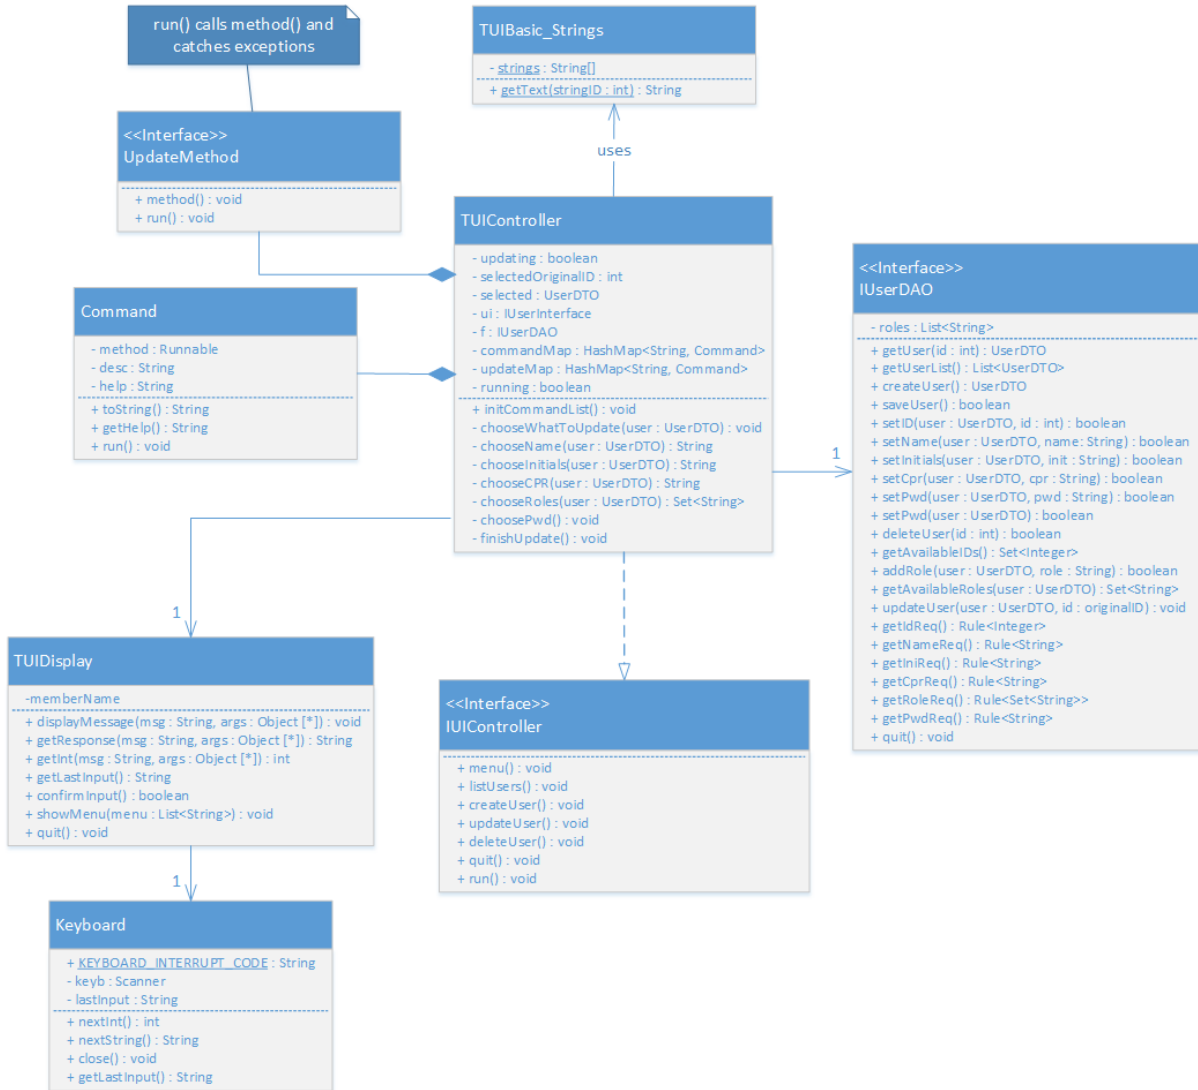 run() calls method() and
catches exceptions
TUIBasic_Strings
- strings : String[]
+ getText(stringID : int) : String
uses
<<Interface>>
UpdateMethod
+ method() : void
+ run() : void
TUIController
- updating : boolean
- selectedOriginalID : int
- selected : UserDTO
- ui : IUserInterface
- f : IUserDAO
- commandMap : HashMap<String, Command>
- updateMap : HashMap<String, Command>
- running : boolean
+ initCommandList() : void
- chooseWhatToUpdate(user : UserDTO) : void
- chooseName(user : UserDTO) : String
- chooseInitials(user : UserDTO) : String
- chooseCPR(user : UserDTO) : String
- chooseRoles(user : UserDTO) : Set<String>
- choosePwd() : void
- finishUpdate() : void
Command
- method : Runnable
- desc : String
- help : String
+ toString() : String
+ getHelp() : String
+ run() : void
<<Interface>>
IUserDAO
- roles : List<String>
+ getUser(id : int) : UserDTO
+ getUserList() : List<UserDTO>
+ createUser() : UserDTO
+ saveUser() : boolean
+ setID(user : UserDTO, id : int) : boolean
+ setName(user : UserDTO, name: String) : boolean
+ setInitials(user : UserDTO, init : String) : boolean
+ setCpr(user : UserDTO, cpr : String) : boolean
+ setPwd(user : UserDTO, pwd : String) : boolean
+ setPwd(user : UserDTO) : boolean
+ deleteUser(id : int) : boolean
+ getAvailableIDs() : Set<Integer>
+ addRole(user : UserDTO, role : String) : boolean
+ getAvailableRoles(user : UserDTO) : Set<String>
+ updateUser(user : UserDTO, id : originalID) : void
+ getIdReq() : Rule<Integer>
+ getNameReq() : Rule<String>
+ getIniReq() : Rule<String>
+ getCprReq() : Rule<String>
+ getRoleReq() : Rule<Set<String>>
+ getPwdReq() : Rule<String>
+ quit() : void
1
1
TUIDisplay
-memberName
+ displayMessage(msg : String, args : Object [*]) : void
+ getResponse(msg : String, args : Object [*]) : String
+ getInt(msg : String, args : Object [*]) : int
+ getLastInput() : String
+ confirmInput() : boolean
+ showMenu(menu : List<String>) : void
+ quit() : void
<<Interface>>
IUIController
+ menu() : void
+ listUsers() : void
+ createUser() : void
+ updateUser() : void
+ deleteUser() : void
+ quit() : void
+ run() : void
1
Keyboard
+ KEYBOARD_INTERRUPT_CODE : String
- keyb : Scanner
- lastInput : String
+ nextInt() : int
+ nextString() : String
+ close() : void
+ getLastInput() : String